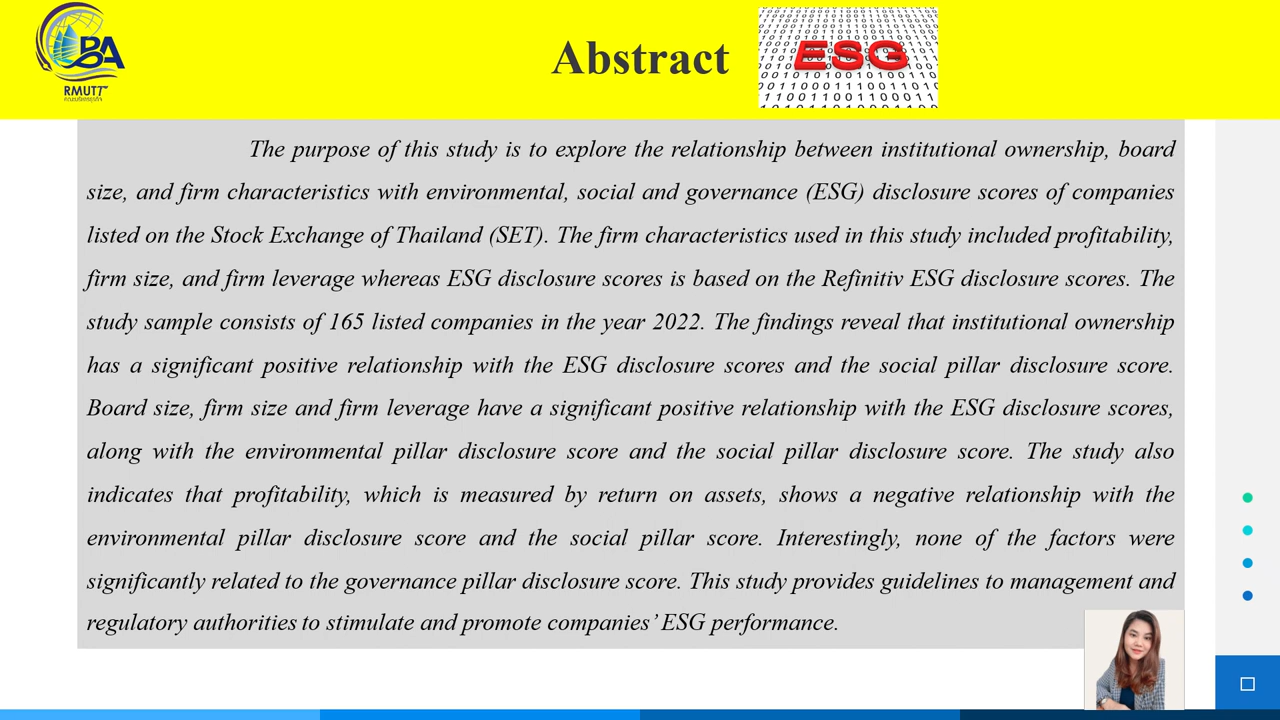 Abstract
ESG
BA
RMUTT
The purpose of this study is to explore the relationship between institutional ownership, board
size, and firm characteristics with environmental, social and governance (ESG) disclosure scores of companies
listed on the Stock Exchange of Thailand (SET). The firm characteristics used in this study included profitability,
firm size, and firm leverage whereas ESG disclosure scores is based on the Refinitiv ESG disclosure scores. The
study sample consists of 165 listed companies in the year 2022. The findings reveal that institutional ownership
has a significant positive relationship with the ESG disclosure scores and the social pillar disclosure score.
Board size, firm size and firm leverage have a significant positive relationship with the ESG disclosure scores,
along with the environmental pillar disclosure score and the social pillar disclosure score. The study also
indicates that profitability, which is measured by return on assets, shows a negative relationship with the
environmental pillar disclosure score and the social pillar score. Interestingly, none of the factors were
significantly related to the governance pillar disclosure score. This study provides guidelines to management and
regulatory authorities to stimulate and promote companies’ ESG performance.